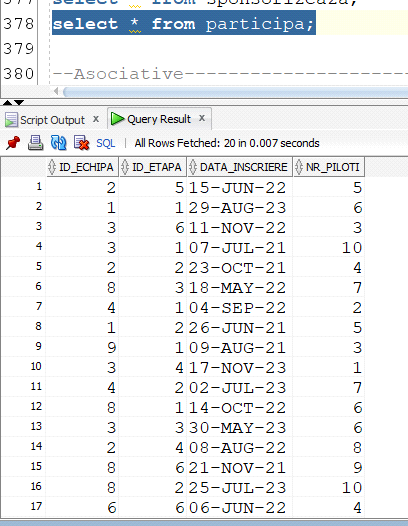 377 select * from sponsorizeaza;
378 select * from participa;
379
380 --Asociative--------------------
Script Output x Query Result x
SQL | All Rows Fetched: 20 in 0.007 seconds
ID_ECHIPA ID_ETAPA DATA_INSCRIERE NR_PILOTI
1 2 5 15-JUN-22 5
2 1 1 29-AUG-23 6
3 3 6 11-NOV-22 3
4 3 1 07-JUL-21 10
5 2 2 23-OCT-21 4
6 8 3 18-MAY-22 7
7 4 1 04-SEP-22 2
8 1 2 26-JUN-21 5
9 9 1 09-AUG-21 3
10 3 4 17-NOV-23 1
11 4 2 02-JUL-23 7
12 8 1 14-OCT-22 6
13 3 3 30-MAY-23 6
14 2 4 08-AUG-22 8
15 8 6 21-NOV-21 9
16 8 2 25-JUL-23 10
17 6 6 06-JUN-22 4